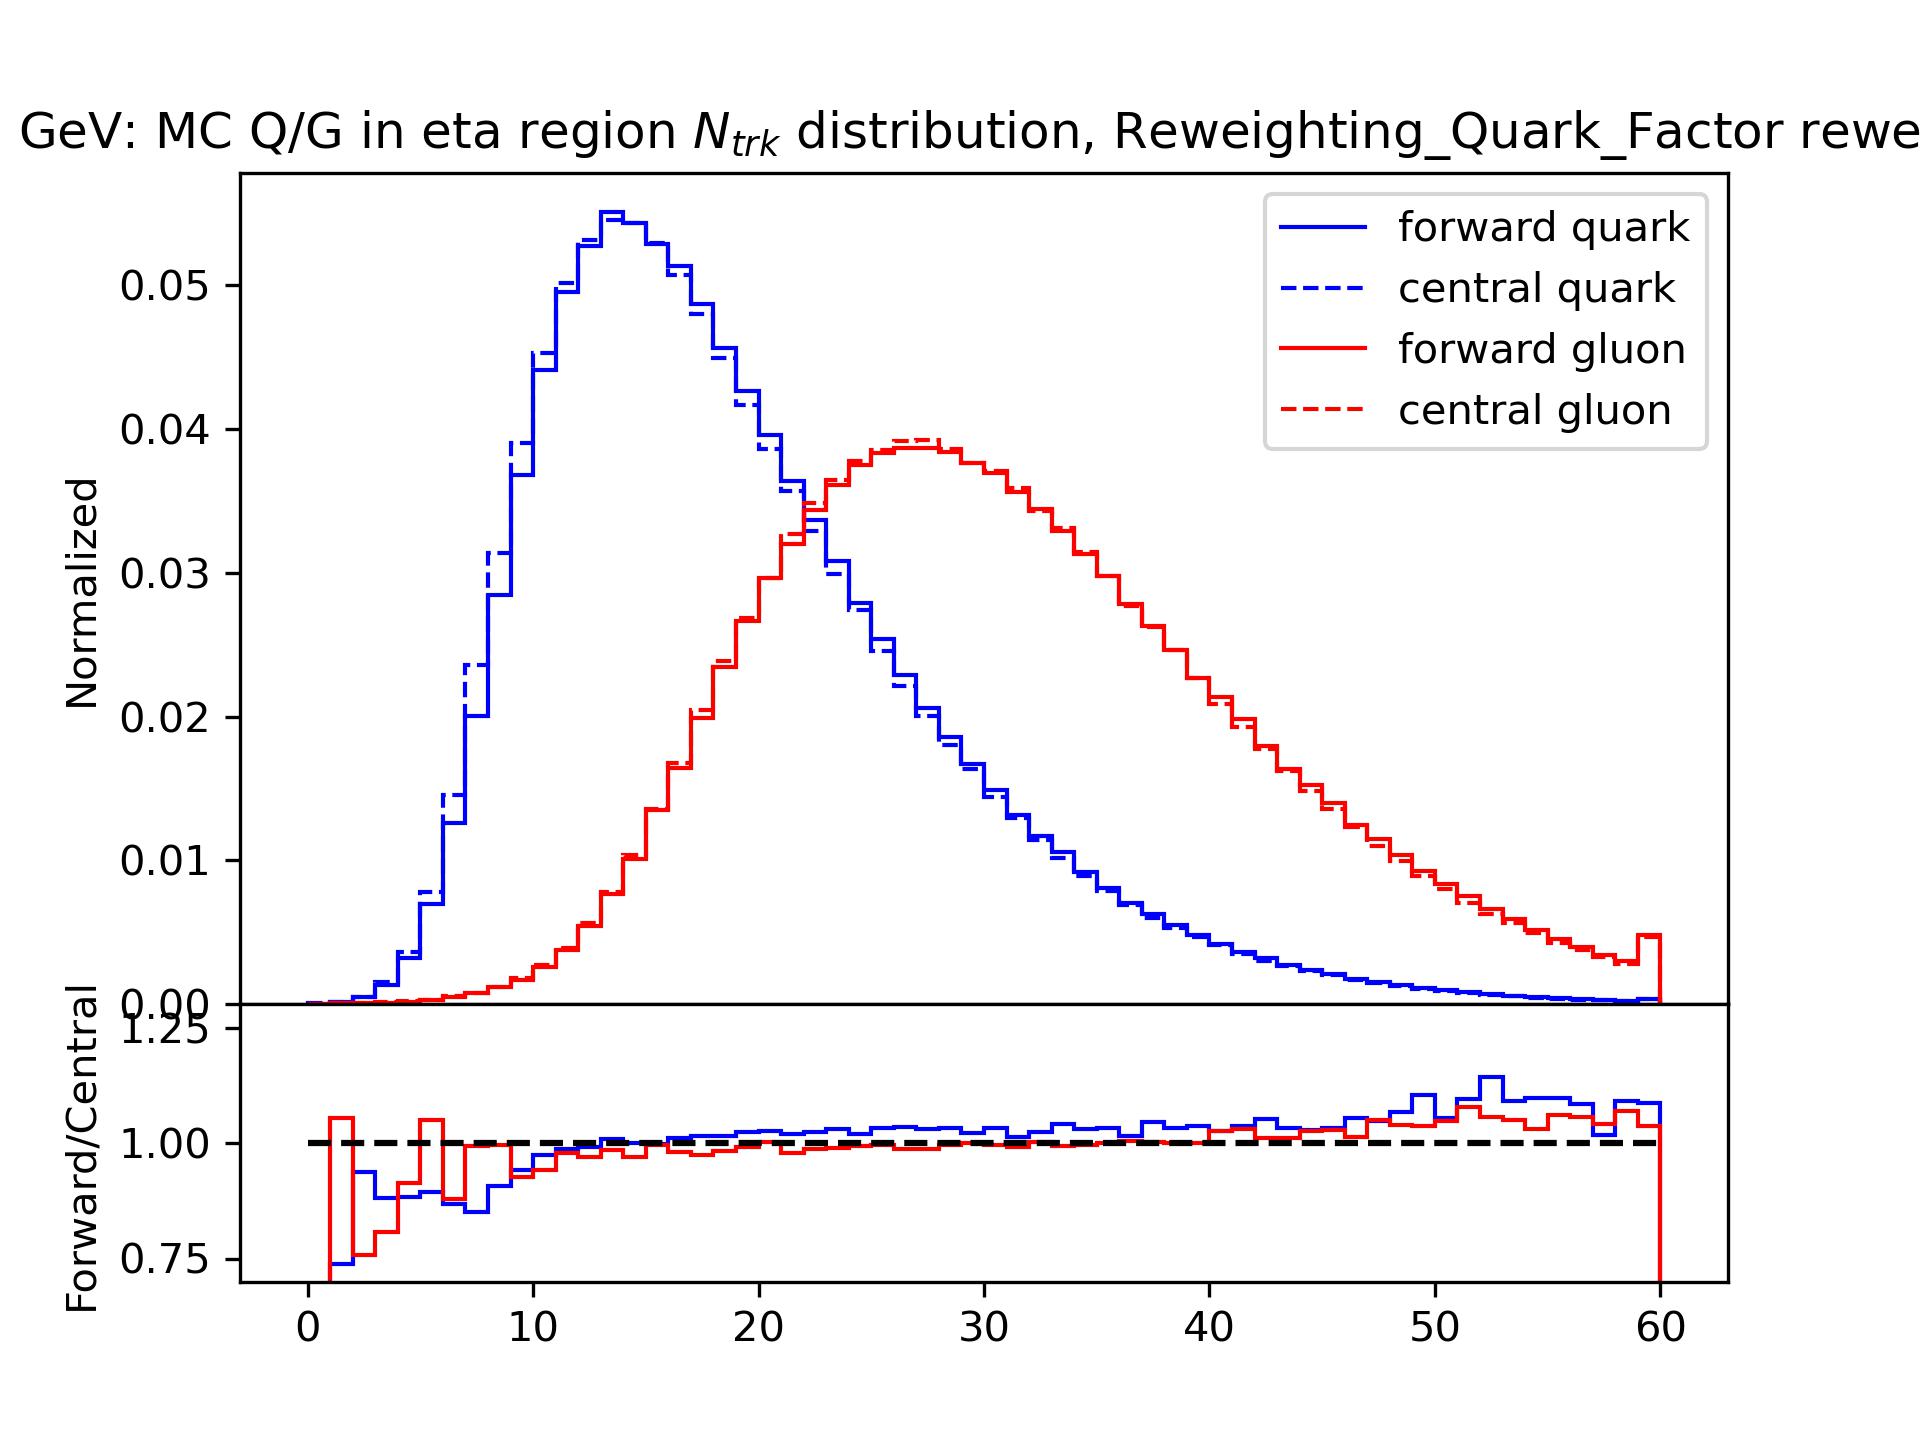 GeV: MC Q/G in eta region N_trk distribution, Reweighting_Quark_Factor rewe
forward quark
central quark
forward gluon
central gluon
Normalized
0.05
0.04
0.03
0.02
0.01
0.00
Forward/Central
1.25
1.00
0.75
0 10 20 30 40 50 60